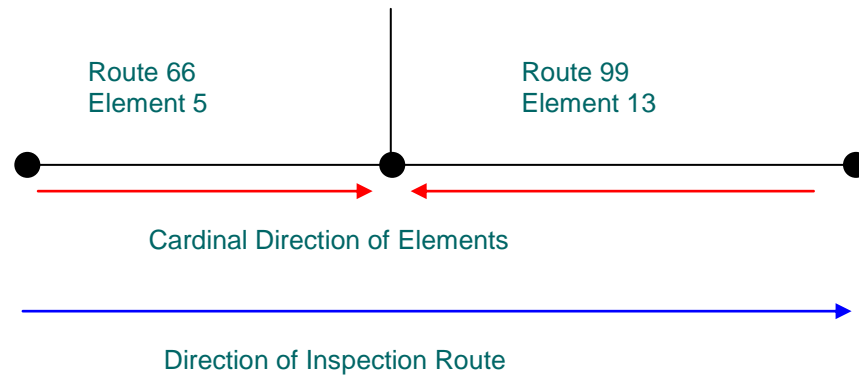 Route 66
Element 5
Route 99
Element 13
Cardinal Direction of Elements
Direction of Inspection Route